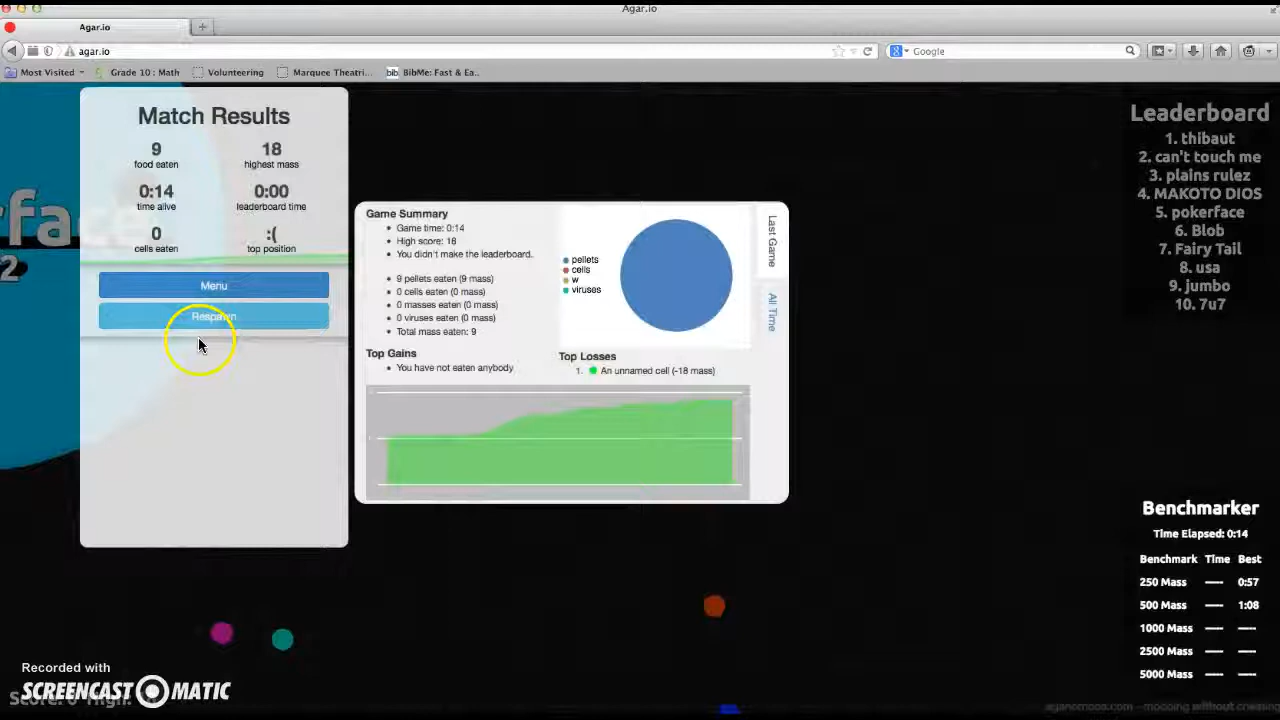 Agar.io
Agar.io
agar.io
Google
Most Visited
Grade 10 : Math
Volunteering
Marquee Theatri...
bib.
BibMe: Fast & Ea..
Match Results
9
food eaten
18
highest mass
0:14
time alive
0:00
leaderboard time
0
cells eaten
:(
top position
Menu
Respawn
rface
2
Game Summary
Game time: 0:14
High score: 18
You didn't make the leaderboard..
9 pellets eaten (9 mass)
0 cells eaten (0 mass)
0 masses eaten (0 mass)
0 viruses eaten (0 mass)
Total mass eaten: 9
pellets
cells
w
viruses
Last Game
All Time
Top Gains
You have not eaten anybody
Top Losses
1. An unnamed cell (-18 mass)
Leaderboard
1. thibaut
2. can't touch me
3. plains rulez
4. MAKOTO DIOS
5. pokerface
6. Blob
7. Fairy Tail
8. usa
9. jumbo
10. 7u7
Benchmarker
Time Elapsed: 0:14
Benchmark Time Best
250 Mass —— 0:57
500 Mass —— 1:08
1000 Mass —— ——
2500 Mass —— ——
5000 Mass —— ——
Recorded with
SCREENCAST O MATIC